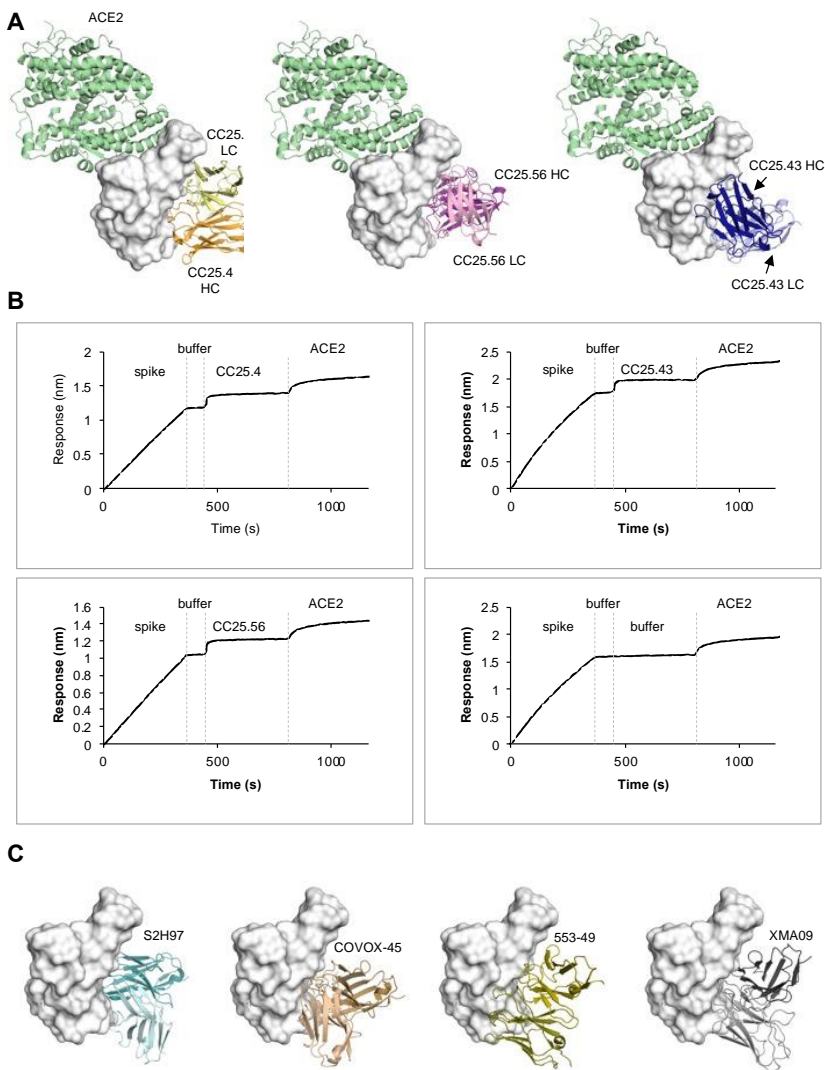 A
ACE2
CC25.
LC
CC25.4
HC
CC25.56 HC
CC25.56 LC
CC25.43 HC
CC25.43 LC
B
buffer
ACE2
spike
CC25.4
Response (nm)
2
1.5
1
0.5
0
0
500
1000
Time (s)
buffer
ACE2
spike
CC25.43
Response (nm)
2.5
2
1.5
1
0.5
0
0
500
1000
Time (s)
buffer
ACE2
spike
CC25.56
Response (nm)
1.6
1.4
1.2
1
0.8
0.6
0.4
0.2
0
0
500
1000
Time (s)
buffer
ACE2
spike
buffer
Response (nm)
2.5
2
1.5
1
0.5
0
0
500
1000
Time (s)
C
S2H97
COVOX-45
553-49
XMA09